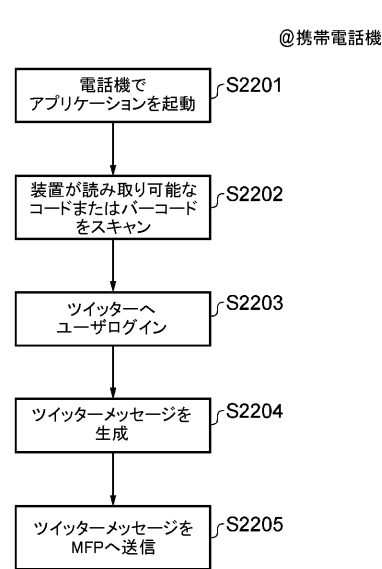 @携帯電話機
電話機で
アプリケーションを起動
S2201
装置が読み取り可能な
コードまたはバーコード
をスキャン
S2202
ツイッターへ
ユーザログイン
S2203
ツイッターメッセージを
生成
S2204
ツイッターメッセージを
MFPへ送信
S2205